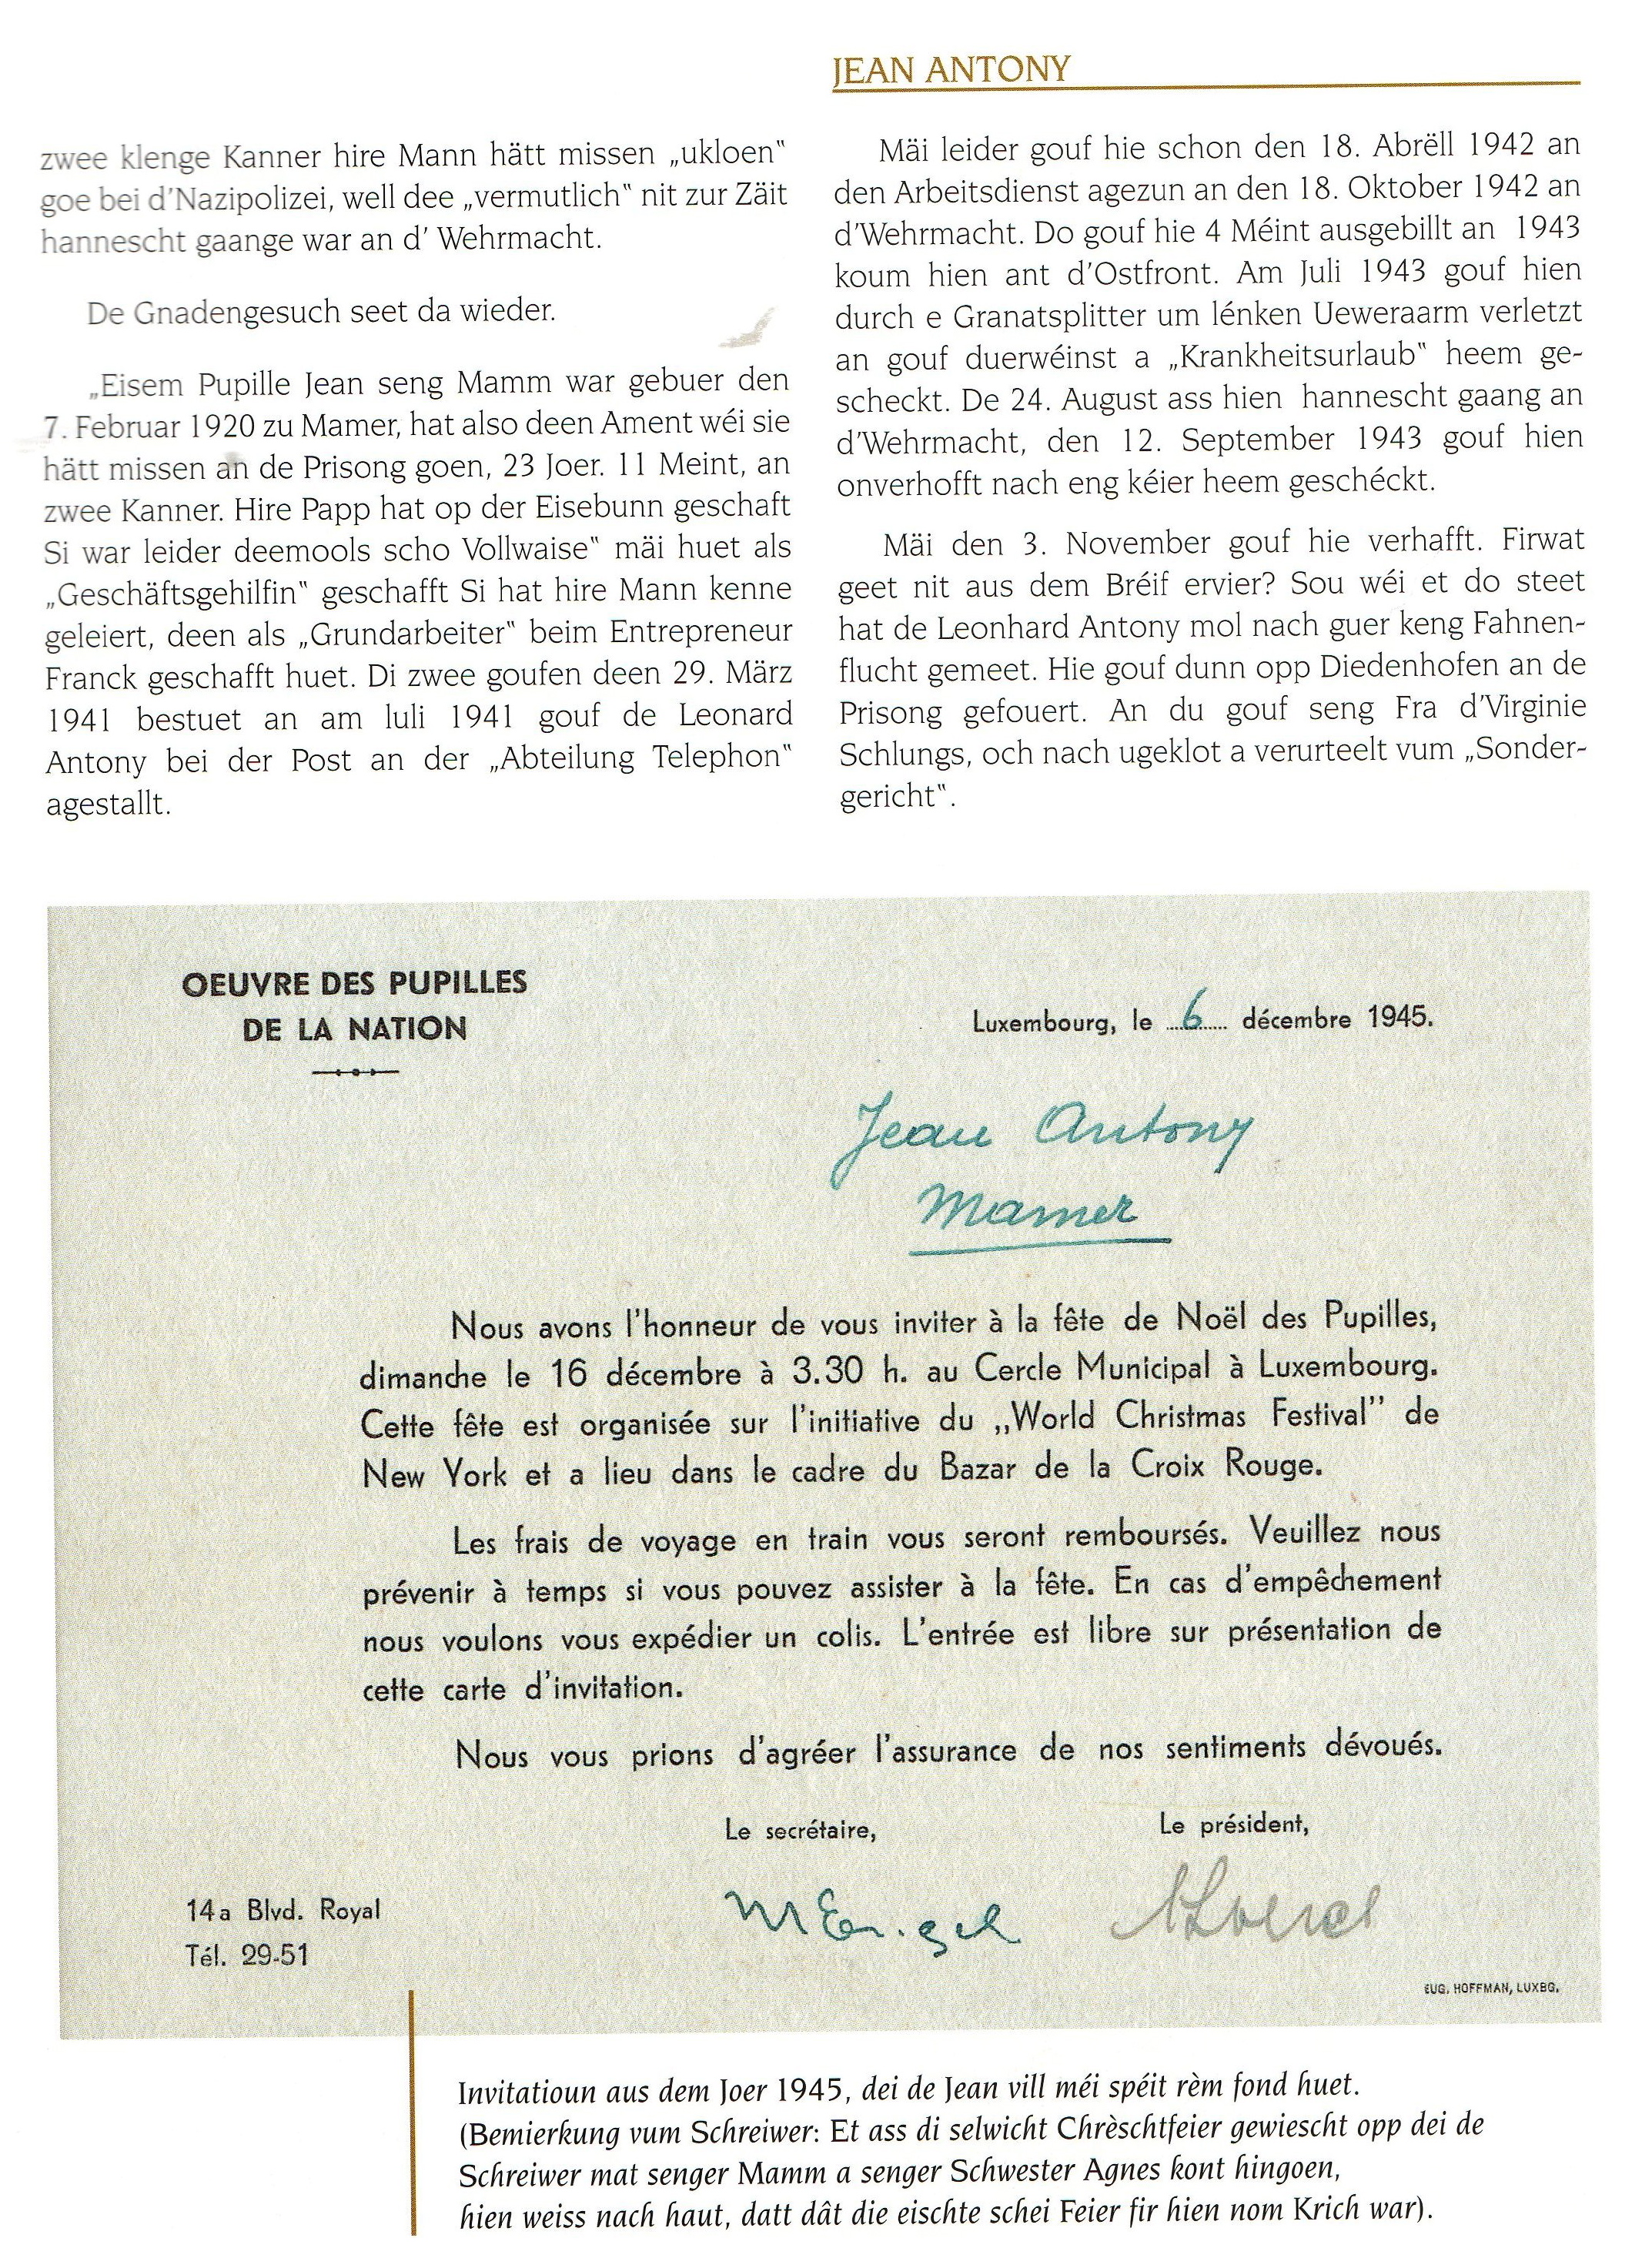 JEAN ANTONY
zwee klenge Kanner hire Mann hätt missen „ukloen‟
goe bei d'Nazipolizei, well dee „vermutlich‟ nit zur Zäit
hannescht gaange war an d' Wehrmacht.
De Gnadengesuch seet da wieder.
„Eisem Pupille Jean seng Mamm war gebuer den
7. Februar 1920 zu Mamer, hat also deen Ament wéi sie
hätt missen an de Prisong goen, 23 Joer. 11 Meint, an
zwee Kanner. Hire Papp hat op der Eisebunn geschaft
Si war leider deemools scho Vollwaise‟ mäi huet als
„Geschäftsgehilfin‟ geschafft Si hat hire Mann kenne
geleiert, deen als „Grundarbeiter‟ beim Entrepreneur
Franck geschafft huet. Di zwee goufen deen 29. März
1941 bestuet an am luli 1941 gouf de Leonard
Antony bei der Post an der „Abteilung Telephon‟
agestallt.
Mäi leider gouf hie schon den 18. Abrëll 1942 an
den Arbeitsdienst agezun an den 18. Oktober 1942 an
d'Wehrmacht. Do gouf hie 4 Méint ausgebillt an 1943
koum hien ant d'Ostfront. Am Juli 1943 gouf hien
durch e Granatsplitter um lénken Ueweraarm verletzt
an gouf duerwéinst a „Krankheitsurlaub‟ heem ge-
scheckt. De 24. August ass hien hannescht gaang an
d'Wehrmacht, den 12. September 1943 gouf hien
onverhofft nach eng kéier heem geschéckt.
Mäi den 3. November gouf hie verhafft. Firwat
geet nit aus dem Bréif ervier? Sou wéi et do steet
hat de Leonhard Antony mol nach guer keng Fahnen-
flucht gemeet. Hie gouf dunn opp Diedenhofen an de
Prisong gefouert. An du gouf seng Fra d'Virginie
Schlungs, och nach ugeklot a verurteelt vum „Sonder-
gericht‟.
OEUVRE DES PUPILLES
DE LA NATION
Luxembourg, le 6 décembre 1945.
Jean Antony
Mamer
Nous avons l'honneur de vous inviter à la fête de Noël des Pupilles,
dimanche le 16 décembre à 3.30 h. au Cercle Municipal à Luxembourg.
Cette fête est organisée sur l'initiative du ,,World Christmas Festival'' de
New York et a lieu dans le cadre du Bazar de la Croix Rouge.
Les frais de voyage en train vous seront remboursés. Veuillez nous
prévenir à temps si vous pouvez assister à la fête. En cas d'empêchement
nous voulons vous expédier un colis. L'entrée est libre sur présentation de
cette carte d'invitation.
Nous vous prions d'agréer l'assurance de nos sentiments dévoués.
Le secrétaire,
Le président,
14a Blvd. Royal
Tél. 29-51
EUG. HOFFMAN, LUXBG.
Invitatioun aus dem Joer 1945, dei de Jean vill méi spéit rèm fond huet.
(Bemierkung vum Schreiwer: Et ass di selwicht Chrèschtfeier gewiescht opp dei de
Schreiwer mat senger Mamm a senger Schwester Agnes kont hingoen,
hien weiss nach haut, datt dât die eischte schei Feier fir hien nom Krich war).